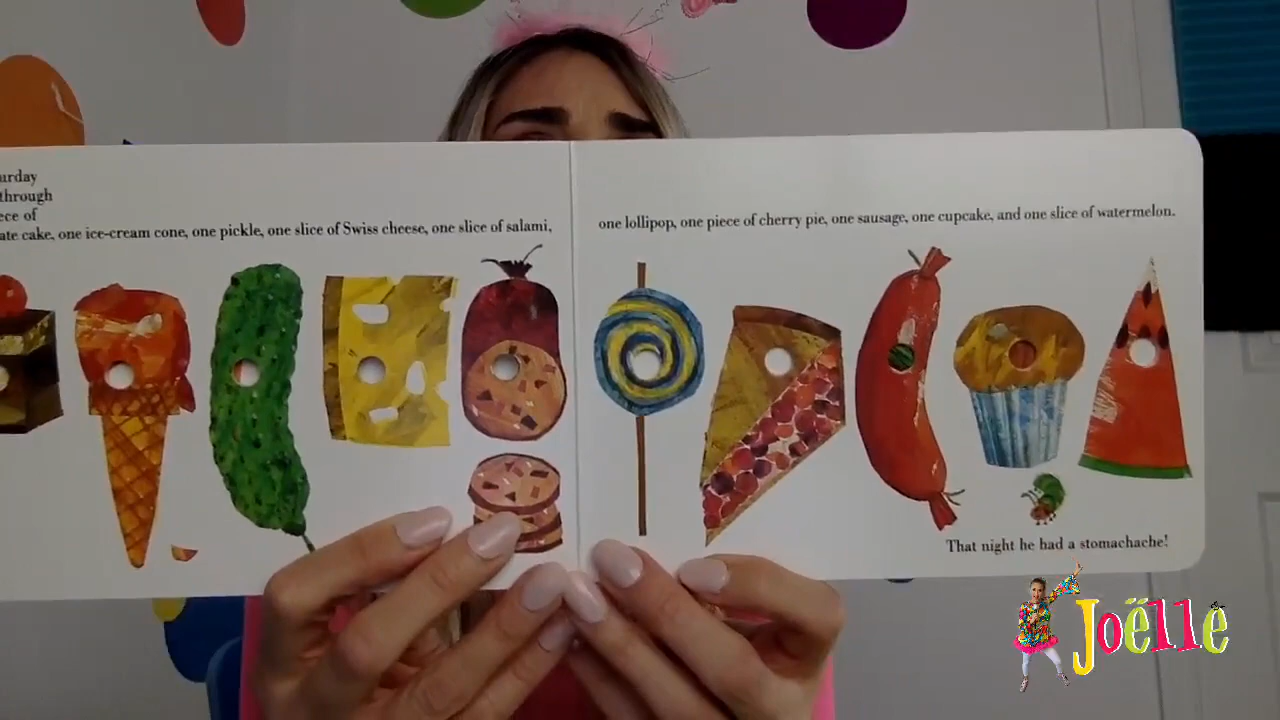 urday
through
ece of
ate cake, one ice-cream cone, one pickle, one slice of Swiss cheese, one slice of salami,
one lollipop, one piece of cherry pie, one sausage, one cupcake, and one slice of watermelon.
That night he had a stomachache!
Joëlle